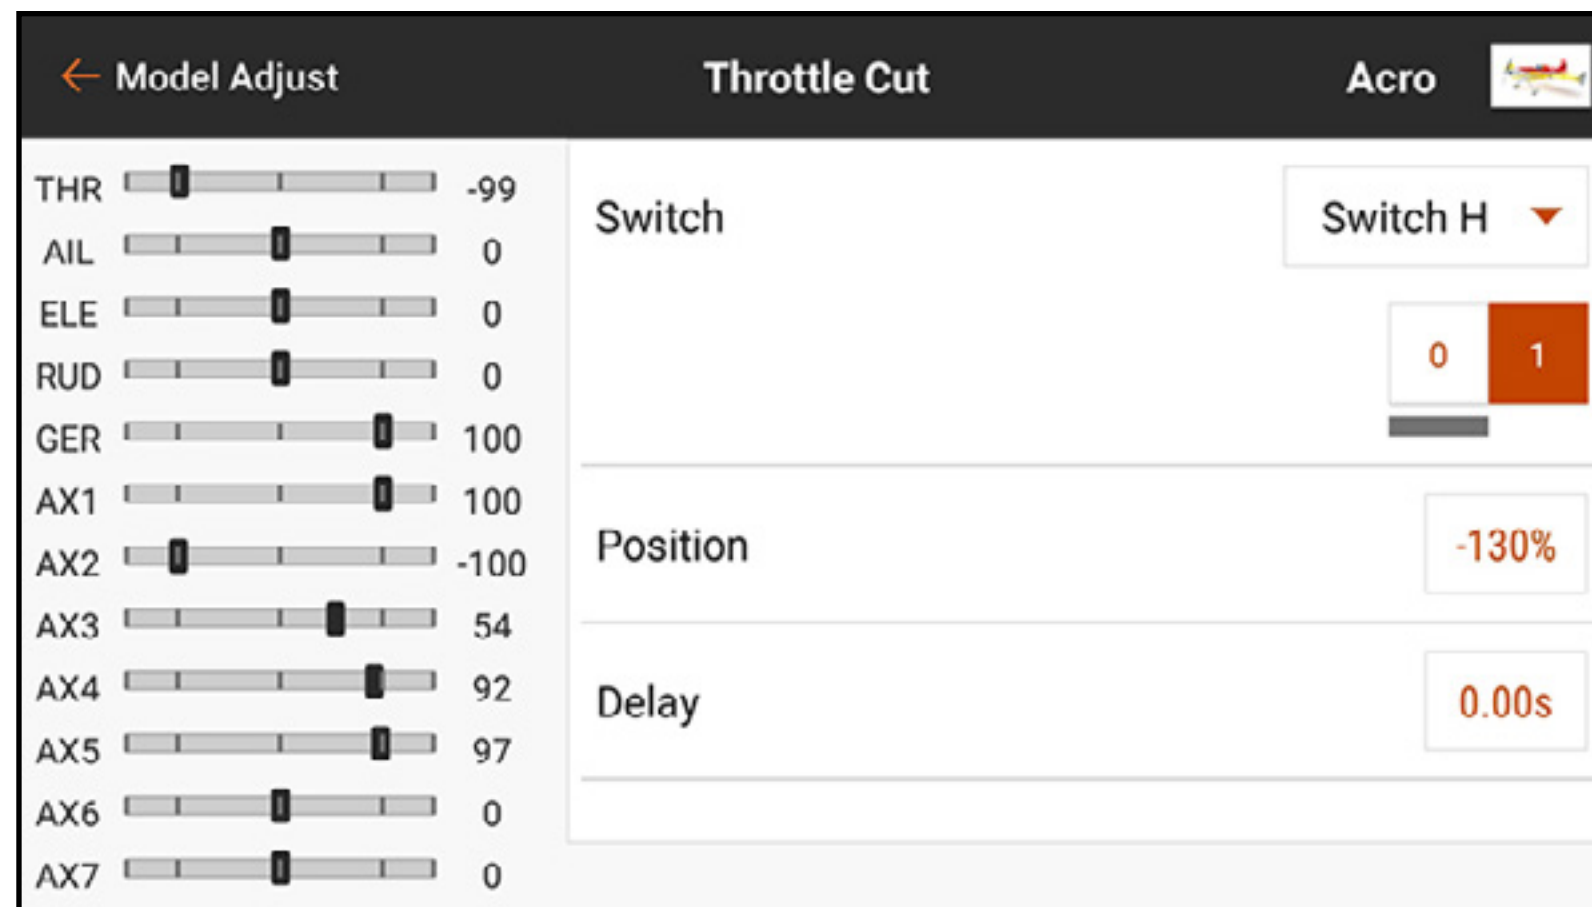 Model Adjust
Throttle Cut
Acro
THR -99
AIL 0
ELE 0
RUD 0
GER 100
AX1 100
AX2 -100
AX3 54
AX4 92
AX5 97
AX6 0
AX7 0
Switch
Switch H
0 1
Position
-130%
Delay
0.00s